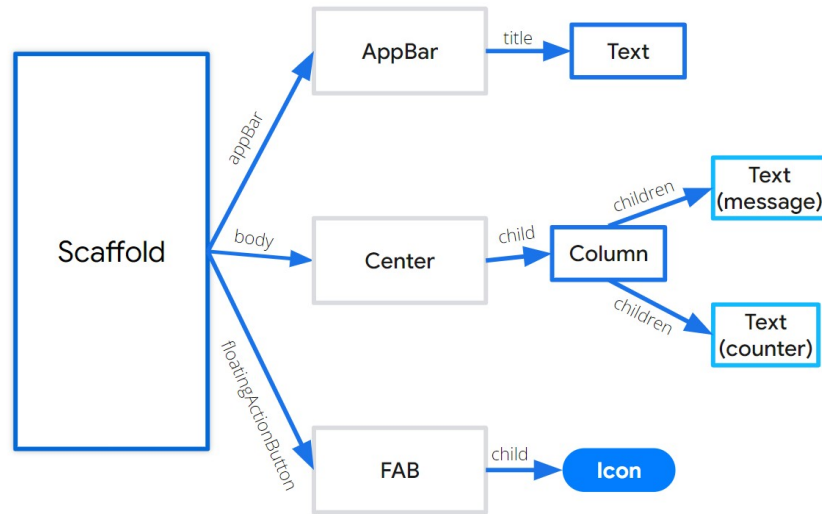 Scaffold
appBar
AppBar
title
Text
body
Center
child
Column
children
Text
(message)
children
Text
(counter)
floatingActionButton
FAB
child
Icon